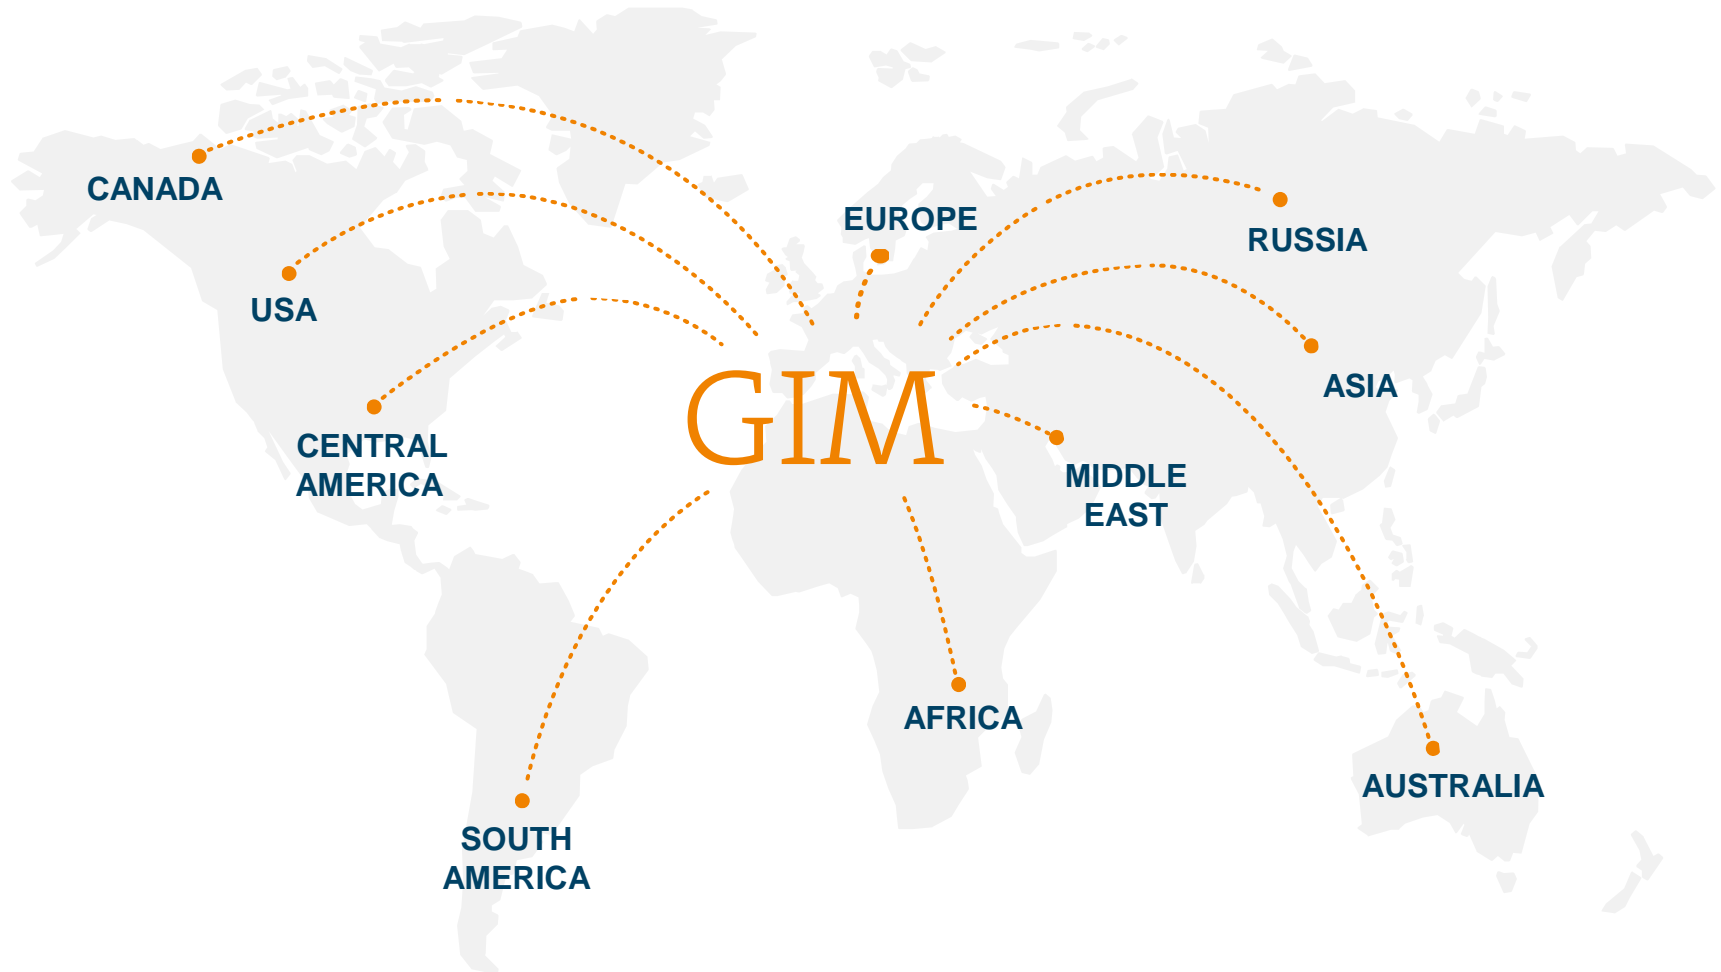 CANADA
EUROPE
RUSSIA
USA
ASIA
GIM
CENTRAL
AMERICA
MIDDLE
EAST
AFRICA
AUSTRALIA
SOUTH
AMERICA